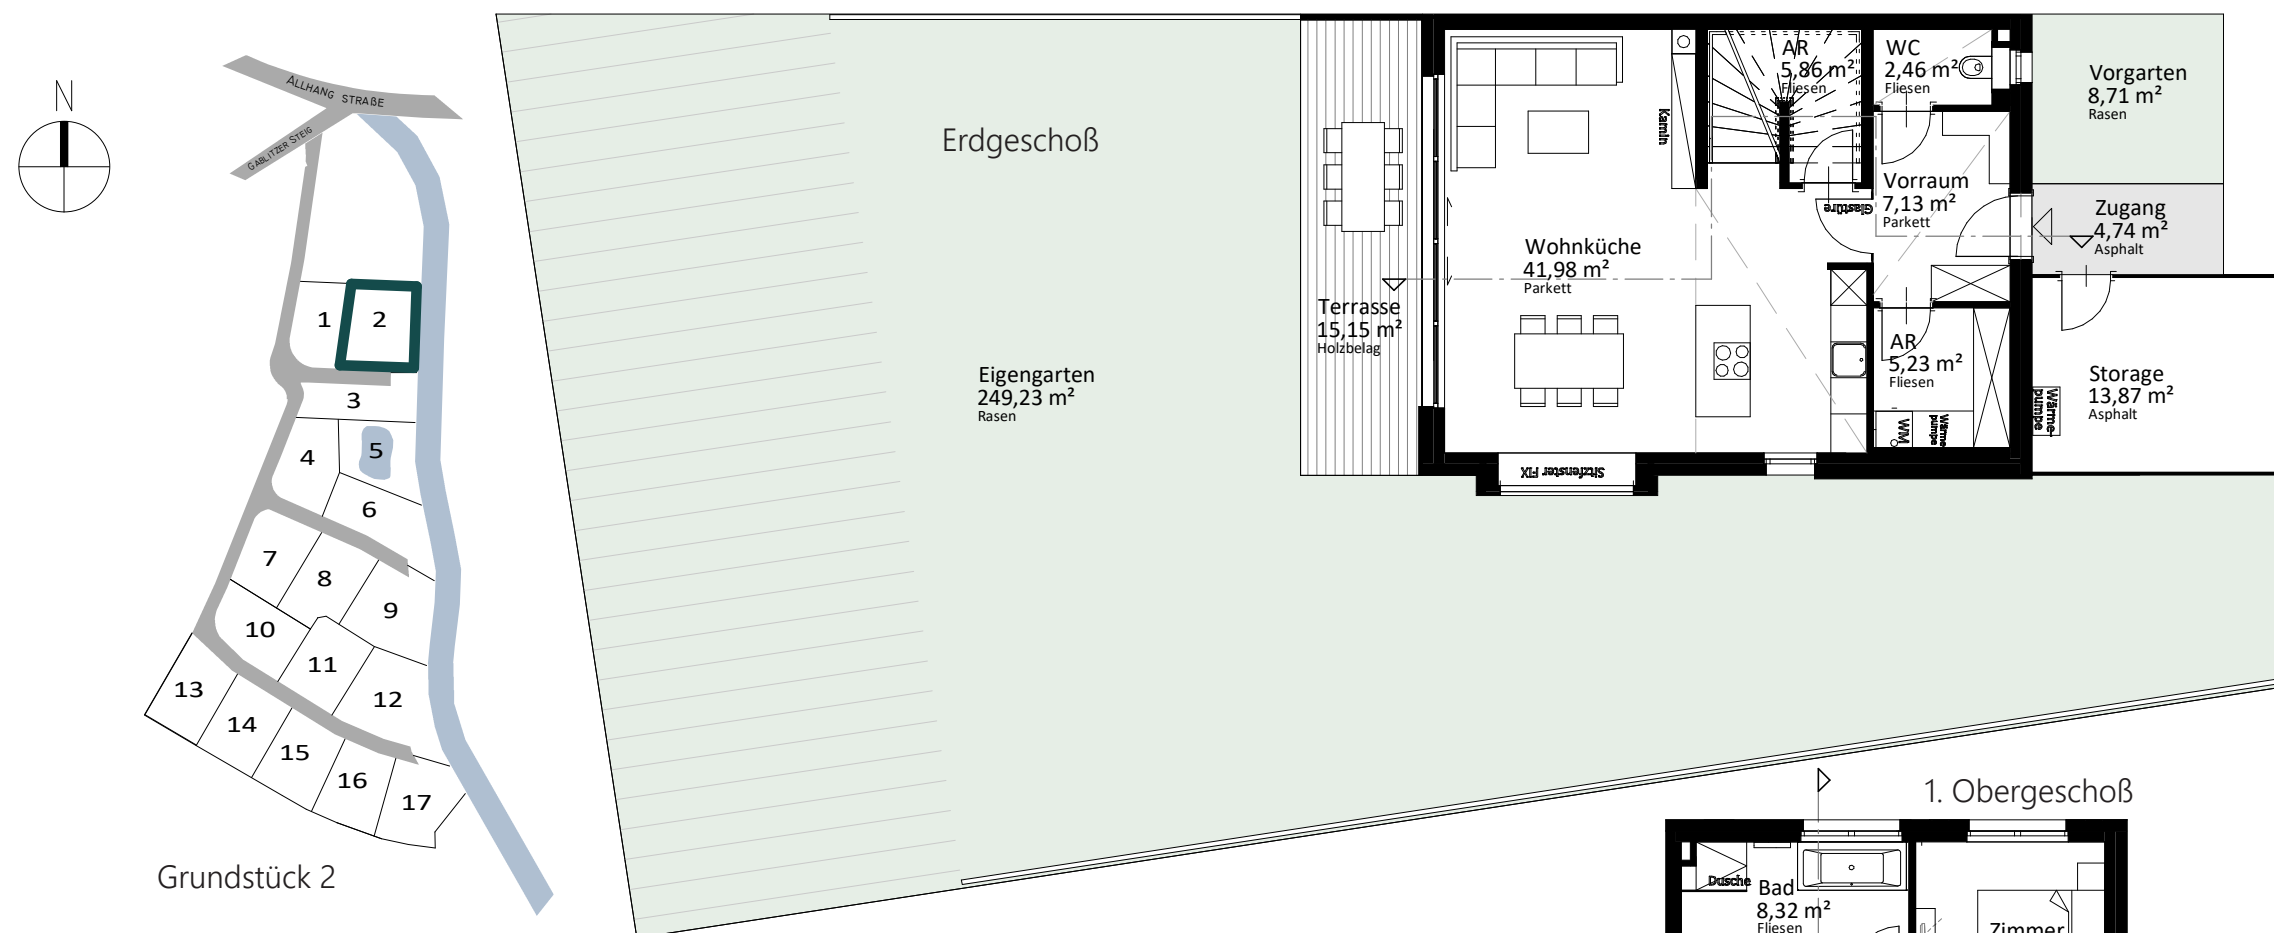 N
ALLHANG STRAßE
GABLITZER STEIG
1
2
3
4
5
6
7
8
9
10
11
12
13
14
15
16
17
Grundstück 2
Erdgeschoß
Eigengarten
249,23 m²
Rasen
Terrasse
15,15 m²
Holzbelag
Wohnküche
41,98 m²
Parkett
Kamin
Sitzfenster FIX
AR
5,86 m²
Fliesen
WC
2,46 m²
Fliesen
Vorraum
7,13 m²
Parkett
Glastüre
AR
5,23 m²
Fliesen
WM
Wärme-
pumpe
Vorgarten
8,71 m²
Rasen
Zugang
4,74 m²
Asphalt
Storage
13,87 m²
Asphalt
Wärme-
pumpe
1. Obergeschoß
Dusche
Bad
8,32 m²
Fliesen
Zimmer